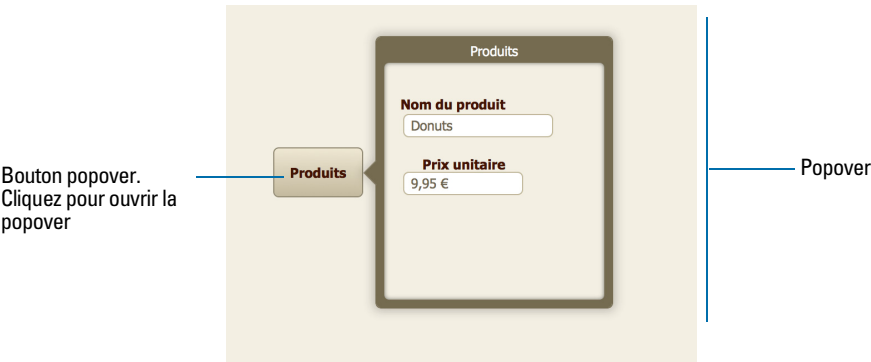 Produits
Nom du produit
Donuts
Prix unitaire
9,95 €
Produits
Bouton popover.
Cliquez pour ouvrir la
popover
Popover